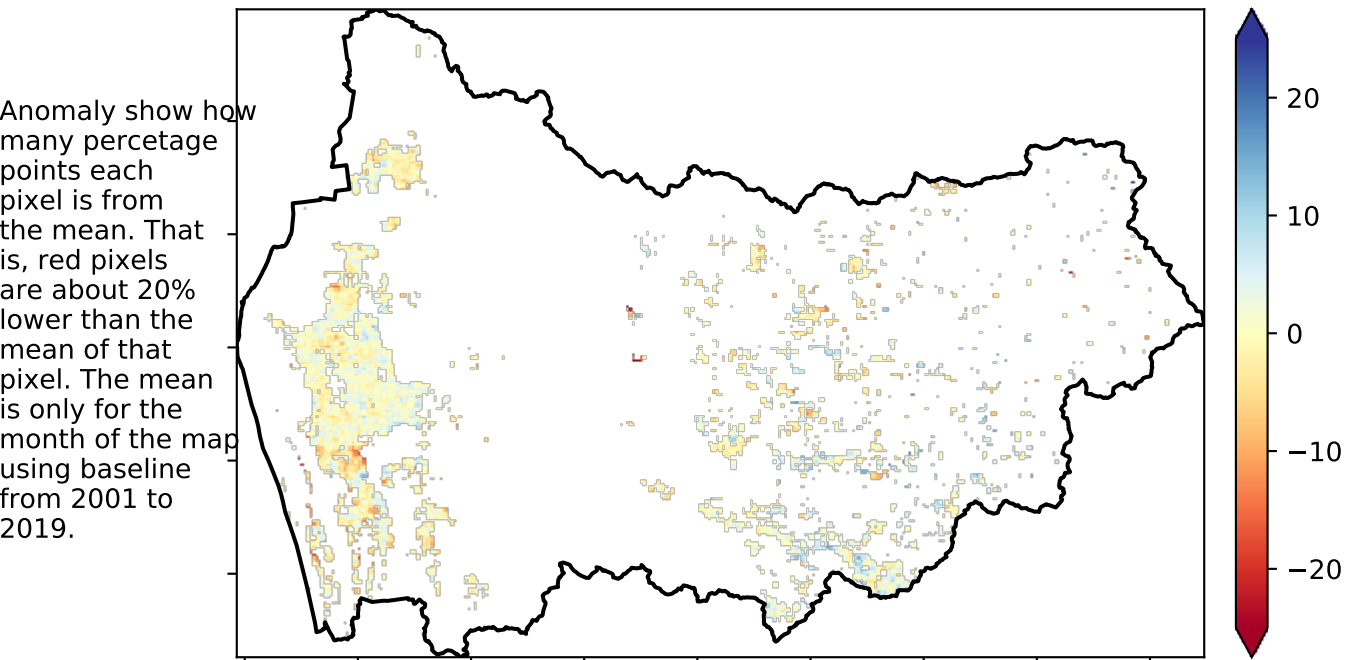 Anomaly show how
many percetage
points each
pixel is from
the mean. That
is, red pixels
are about 20%
lower than the
mean of that
pixel. The mean
is only for the
month of the map
using baseline
from 2001 to
2019.
20
10
0
−10
−20